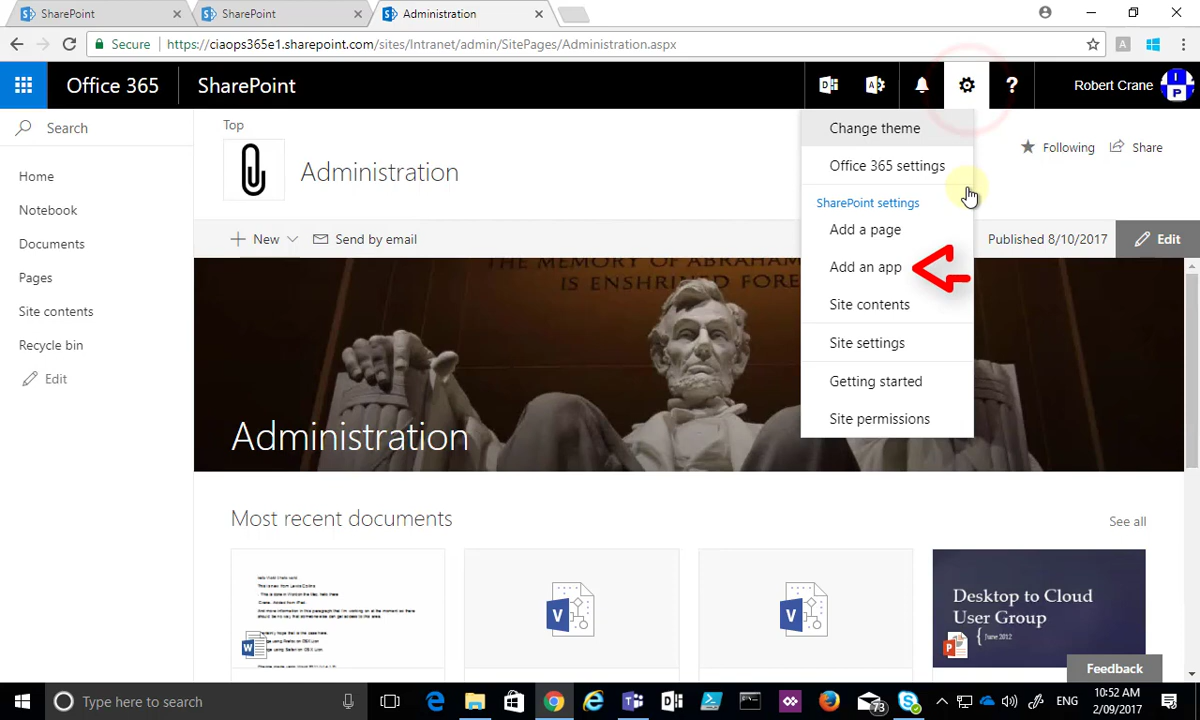 SharePoint
SharePoint
Administration
Secure
https://ciaops365e1.sharepoint.com/sites/Intranet/admin/SitePages/Administration.aspx
A
Office 365
SharePoint
?
Robert Crane
I
P
Search
Home
Notebook
Documents
Pages
Site contents
Recycle bin
Edit
Top
Administration
Following
Share
Change theme
Office 365 settings
SharePoint settings
Add a page
Add an app
Site contents
Site settings
Getting started
Site permissions
New
Send by email
Published 8/10/2017
Edit
THE MEMORY OF ABRAHAM
IS ENSHRINED FORE
Administration
Most recent documents
See all
W
V
V
Desktop to Cloud
User Group
June 2012
P
Feedback
Type here to search
73
ENG
10:52 AM
2/09/2017